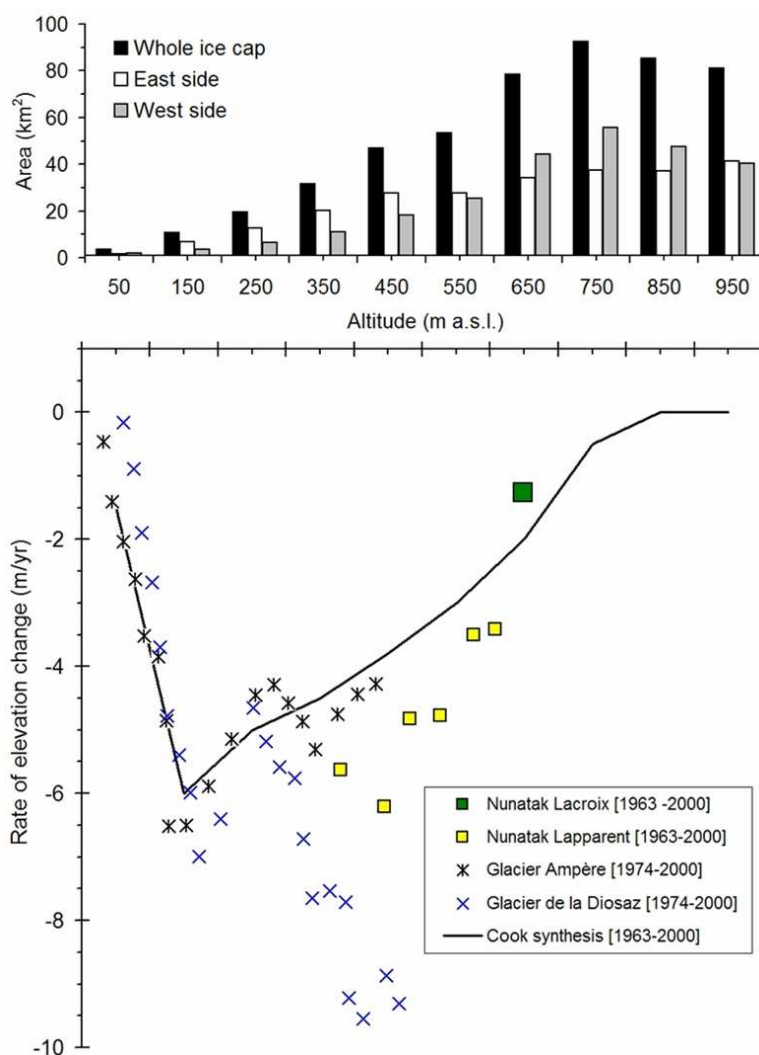 100
80
60
40
20
0
Area (km²)
Whole ice cap
East side
West side
50 150 250 350 450 550 650 750 850 950
Altitude (m a.s.l.)
0
-2
-4
-6
-8
-10
Rate of elevation change (m/yr)
Nunatak Lacroix [1963 -2000]
Nunatak Lapparent [1963-2000]
Glacier Ampère [1974-2000]
Glacier de la Diosaz [1974-2000]
Cook synthesis [1963-2000]